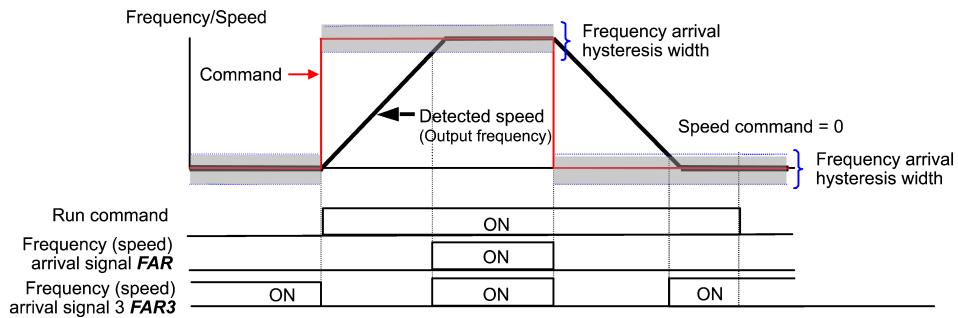 Frequency/Speed
Frequency arrival
hysteresis width
Command
Detected speed
(Output frequency)
Speed command = 0
Frequency arrival
hysteresis width
Run command
ON
Frequency (speed)
arrival signal FAR
ON
Frequency (speed)
arrival signal 3 FAR3
ON
ON
ON